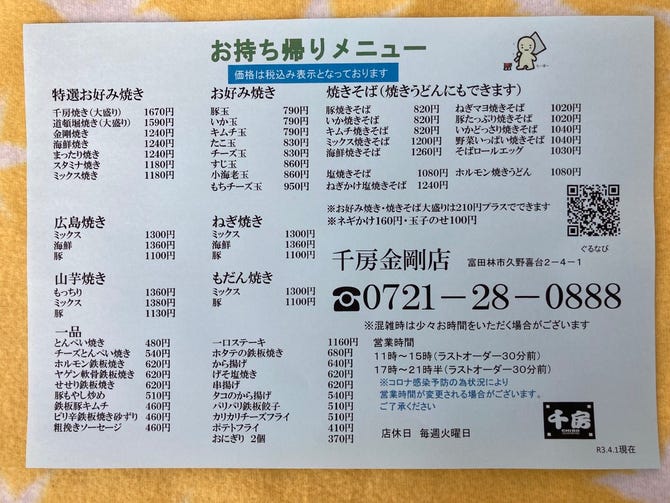 お持ち帰りメニュー
価格は税込み表示となっております
特選お好み焼き
千房焼き(大盛り) 1670円
道頓堀焼き(大盛り) 1590円
金剛焼き 1240円
海鮮焼き 1240円
まったり焼き 1240円
スタミナ焼き 1180円
ミックス焼き 1180円
お好み焼き
豚玉 790円
いか玉 790円
キムチ玉 790円
たこ玉 830円
チーズ玉 830円
すじ玉 860円
小海老玉 860円
もちチーズ玉 950円
焼きそば(焼きうどんにもできます)
豚焼きそば 820円
いか焼きそば 820円
キムチ焼きそば 820円
ミックス焼きそば 1200円
海鮮焼きそば 1260円
塩焼きそば 1080円
ねぎかけ塩焼きそば 1240円
ねぎマヨ焼きそば 1020円
豚たっぷり焼きそば 1020円
いかどっさり焼きそば 1040円
野菜いっぱい焼きそば 1040円
そばロールエッグ 1030円
ホルモン焼きうどん 1080円
※お好み焼き・焼きそば大盛りは210円プラスでできます
※ネギかけ160円・玉子のせ100円
ぐるなび
広島焼き
ミックス 1300円
海鮮 1360円
豚 1100円
ねぎ焼き
ミックス 1300円
海鮮 1360円
豚 1100円
山芋焼き
もっちり 1360円
ミックス 1380円
豚 1130円
もだん焼き
ミックス 1300円
豚 1100円
千房金剛店 富田林市久野喜台2-4-1
☎0721-28-0888
※混雑時は少々お時間をいただく場合がございます
一品
とんぺい焼き 480円
チーズとんぺい焼き 540円
ホルモン鉄板焼き 620円
ヤゲン軟骨鉄板焼き 620円
せせり鉄板焼き 620円
豚もやし炒め 510円
鉄板豚キムチ 460円
ピリ辛鉄板焼き砂ずり 460円
粗挽きソーセージ 460円
一口ステーキ 1160円
ホタテの鉄板焼き 680円
から揚げ 640円
げそ塩焼き 620円
串揚げ 620円
タコのから揚げ 540円
パリパリ鉄板餃子 510円
カリカリチーズフライ 510円
ポテトフライ 410円
おにぎり 2個 370円
営業時間
11時~15時(ラストオーダー30分前)
17時~21時半(ラストオーダー30分前)
※コロナ感染予防の為状況により
営業時間が変更される場合がございます。
ご了承ください
店休日 毎週火曜日
千房
CHIBO
R3.4.1現在